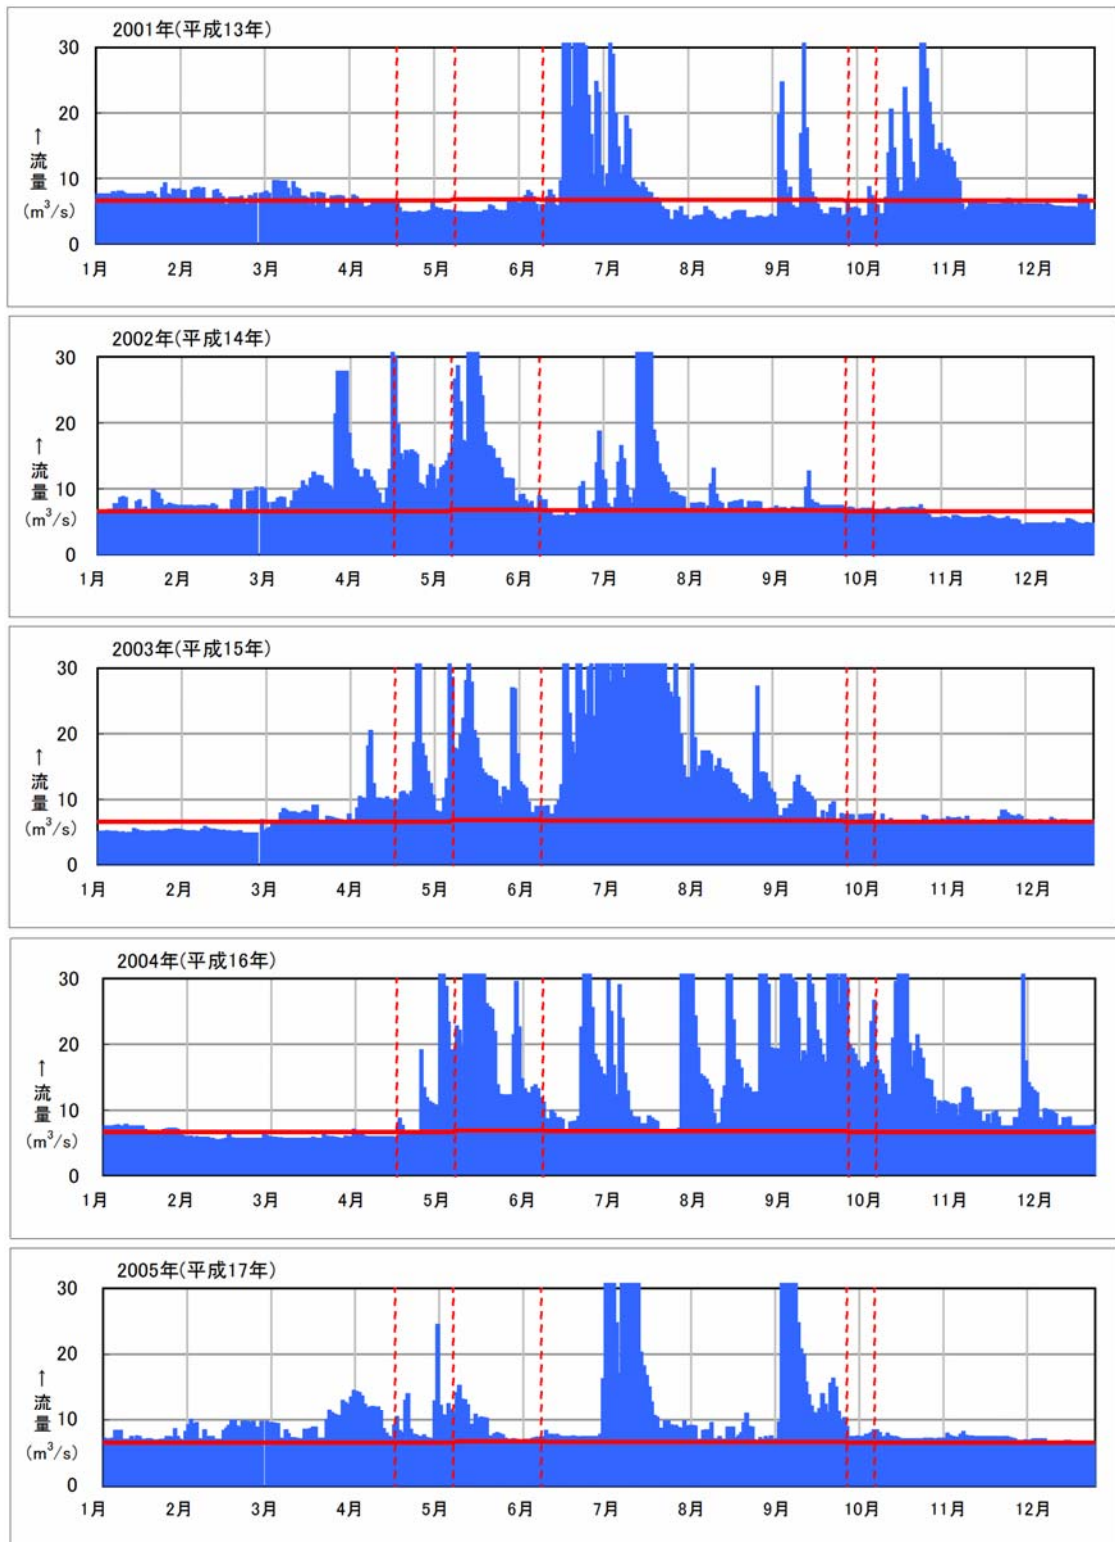 2001年(平成13年)
30
20
10
0
↑
流
量
(m³/s)
1月 2月 3月 4月 5月 6月 7月 8月 9月 10月 11月 12月
2002年(平成14年)
30
20
10
0
↑
流
量
(m³/s)
1月 2月 3月 4月 5月 6月 7月 8月 9月 10月 11月 12月
2003年(平成15年)
30
20
10
0
↑
流
量
(m³/s)
1月 2月 3月 4月 5月 6月 7月 8月 9月 10月 11月 12月
2004年(平成16年)
30
20
10
0
↑
流
量
(m³/s)
1月 2月 3月 4月 5月 6月 7月 8月 9月 10月 11月 12月
2005年(平成17年)
30
20
10
0
↑
流
量
(m³/s)
1月 2月 3月 4月 5月 6月 7月 8月 9月 10月 11月 12月